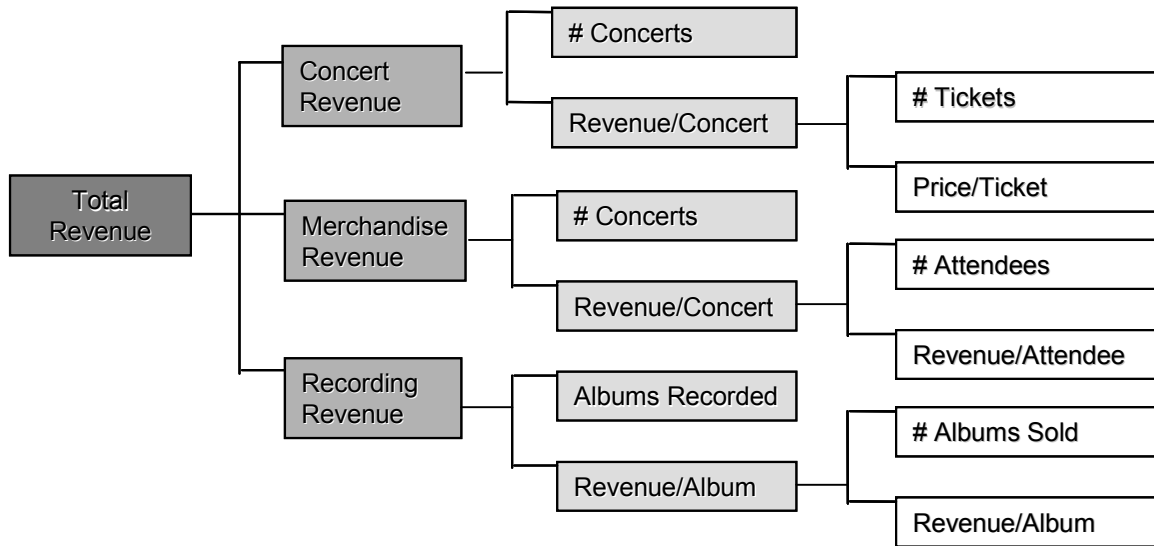 # Concerts
Concert
Revenue
# Tickets
Revenue/Concert
Price/Ticket
Total
Revenue
# Concerts
Merchandise
Revenue
# Attendees
Revenue/Concert
Revenue/Attendee
Recording
Revenue
Albums Recorded
# Albums Sold
Revenue/Album
Revenue/Album